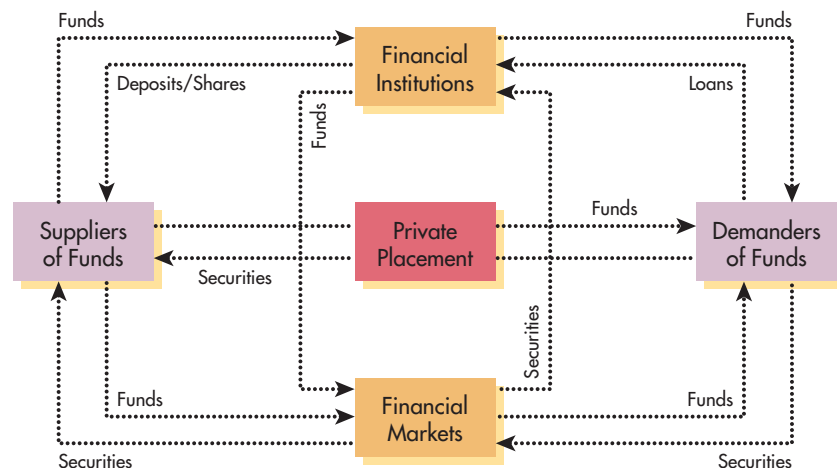 Funds
Financial
Institutions
Funds
Deposits/Shares
Loans
Funds
Suppliers
of Funds
Private
Placement
Funds
Demanders
of Funds
Securities
Securities
Funds
Financial
Markets
Funds
Securities
Securities